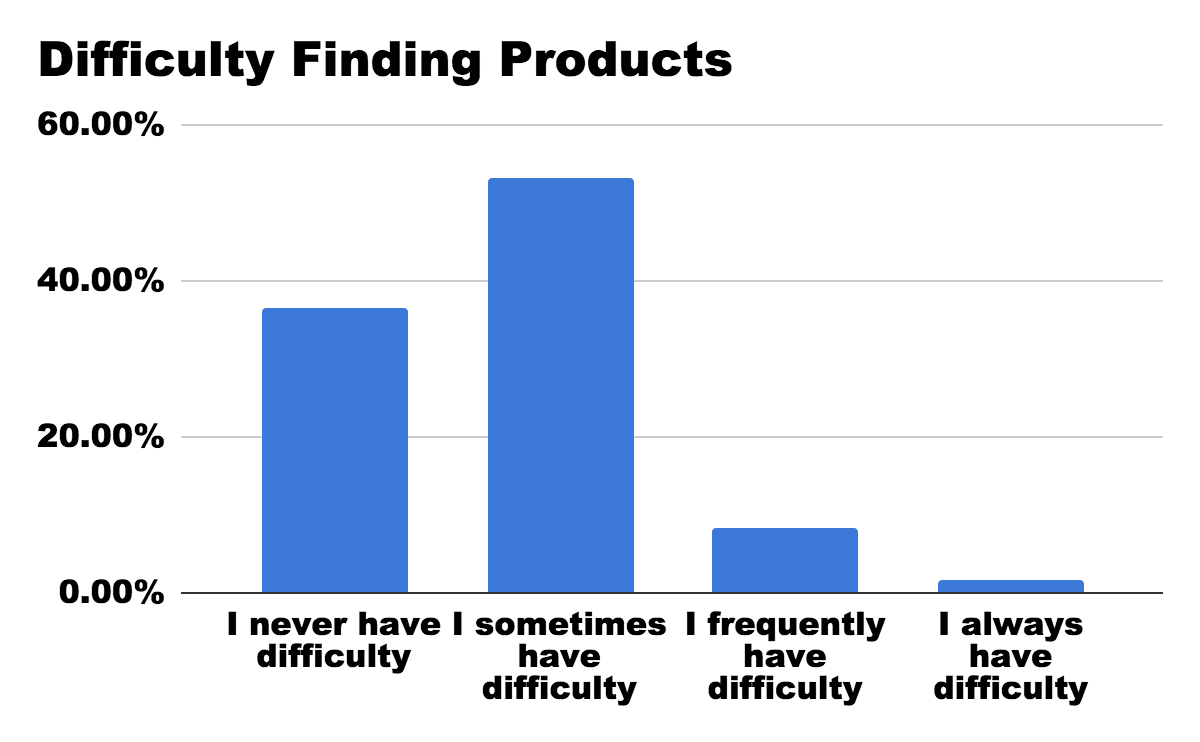 Difficulty Finding Products
60.00%
40.00%
20.00%
0.00%
I never have
difficulty
I sometimes
have
difficulty
I frequently
have
difficulty
I always
have
difficulty